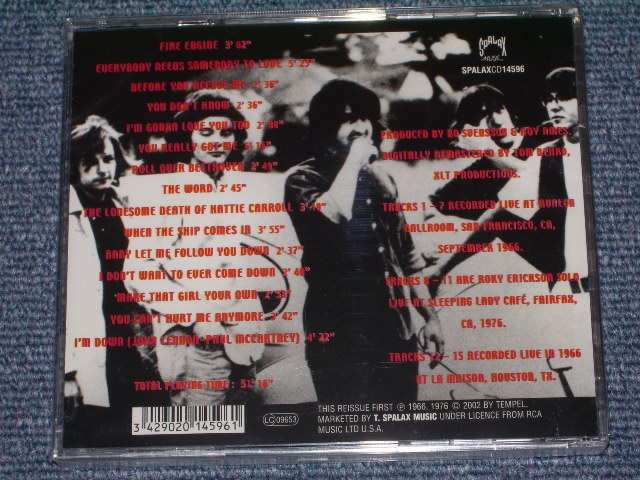 FIRE ENGINE 3' 02"
EVERYBODY NEEDS SOMEBODY TO LOVE 3' 25"
BEFORE YOU ACCUSE ME 2' 36"
YOU DON'T KNOW 2' 36"
I'M GONNA LOVE YOU TOO 2'
YOU REALLY GOT ME
ROLL OVER BEETHOVEN 2' 49"
THE WORD 2' 45"
THE LONESOME DEATH OF HATTIE CARROLL
WHEN THE SHIP COMES IN 3' 55"
BABY LET ME FOLLOW YOU DOWN 2' 37"
I DON'T WANT TO EVER COME DOWN 2' 40"
'MAKE THAT GIRL YOUR OWN
YOU CAN'T HURT ME ANYMORE 3' 42"
I'M DOWN (JOHN LENNON-PAUL MCCARTNEY) 4' 22"
TOTAL PLAYING TIME : 51' 16"
SPALAX
MUSIC
SPALAXCD14596
PRODUCED BY BO SVENSSON & ROY AMES.
DIGITALLY REMASTERED BY TOM BEARD,
XLT PRODUCTIONS.
TRACKS 1 - 7 RECORDED LIVE AT AVALON
BALLROOM, SAN FRANCISCO, CA,
SEPTEMBER 1966.
TRACKS 8 - 11 ARE ROKY ERICKSON SOLO
LIVE AT SLEEPING LADY CAFÉ, FAIRFAX,
CA, 1976.
TRACKS 12 - 15 RECORDED LIVE IN 1966
AT LA MAISON, HOUSTON, TX.
3 429020 145961
LC 09653
THIS REISSUE FIRST ℗ 1966, 1976 © 2002 BY TEMPEL.
MARKETED BY T. SPALAX MUSIC UNDER LICENCE FROM RCA
MUSIC LTD U.S.A.